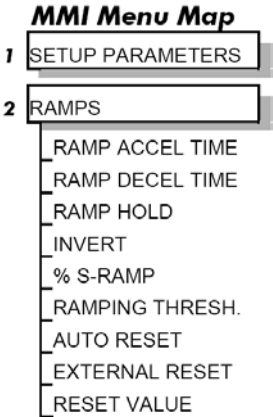 MMI Menu Map
1 SETUP PARAMETERS
2 RAMPS
RAMP ACCEL TIME
RAMP DECEL TIME
RAMP HOLD
INVERT
% S-RAMP
RAMPING THRESH.
AUTO RESET
EXTERNAL RESET
RESET VALUE